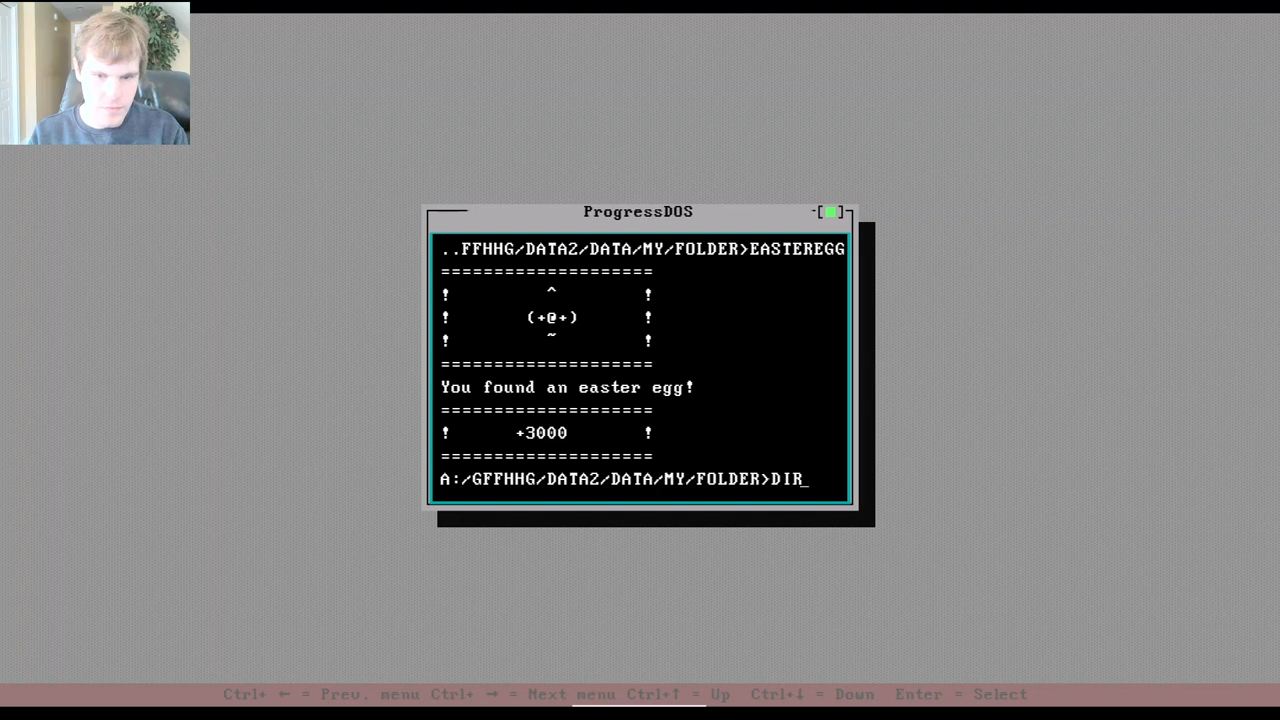 ProgressDOS
-[■]
..FFHHG/DATA2/DATA/MY/FOLDER>EASTEREGG
====================
!         ^         !
!       (+@+)       !
!         ~         !
====================
You found an easter egg!
====================
!      +3000        !
====================
A:/GFFHHG/DATA2/DATA/MY/FOLDER>DIR_
Ctrl+ ← = Prev. menu Ctrl+ → = Next menu Ctrl+↑ = Up  Ctrl+↓ = Down  Enter = Select